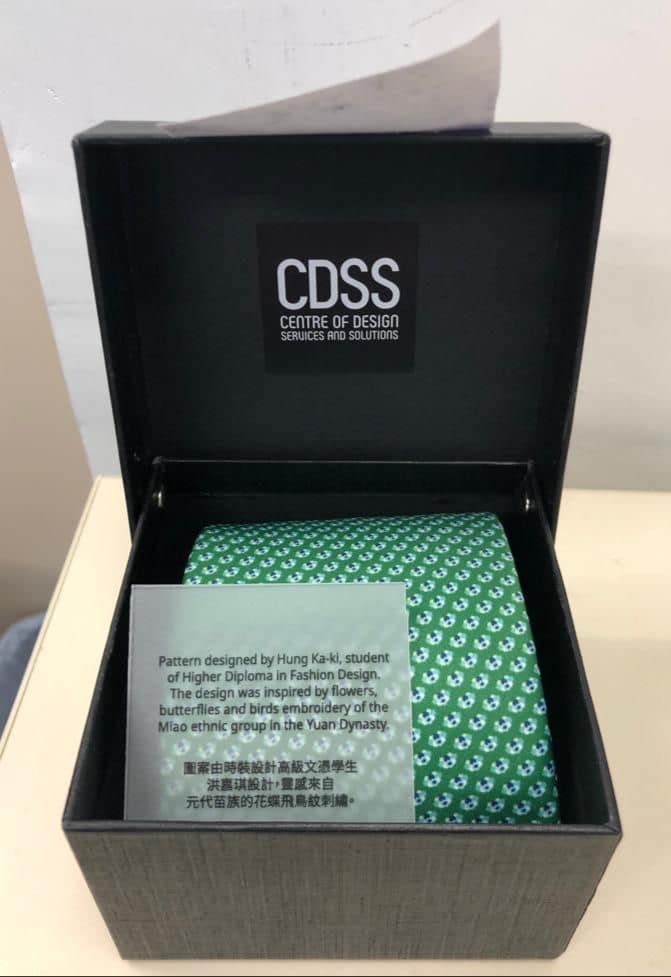 CDSS
CENTRE OF DESIGN
SERVICES AND SOLUTIONS
Pattern designed by Hung Ka-ki, student
of Higher Diploma in Fashion Design.
The design was inspired by flowers,
butterflies and birds embroidery of the
Miao ethnic group in the Yuan Dynasty.
圖案由時裝設計高級文憑學生
洪嘉琪設計，靈感來自
元代苗族的花蝶飛鳥紋刺繡。